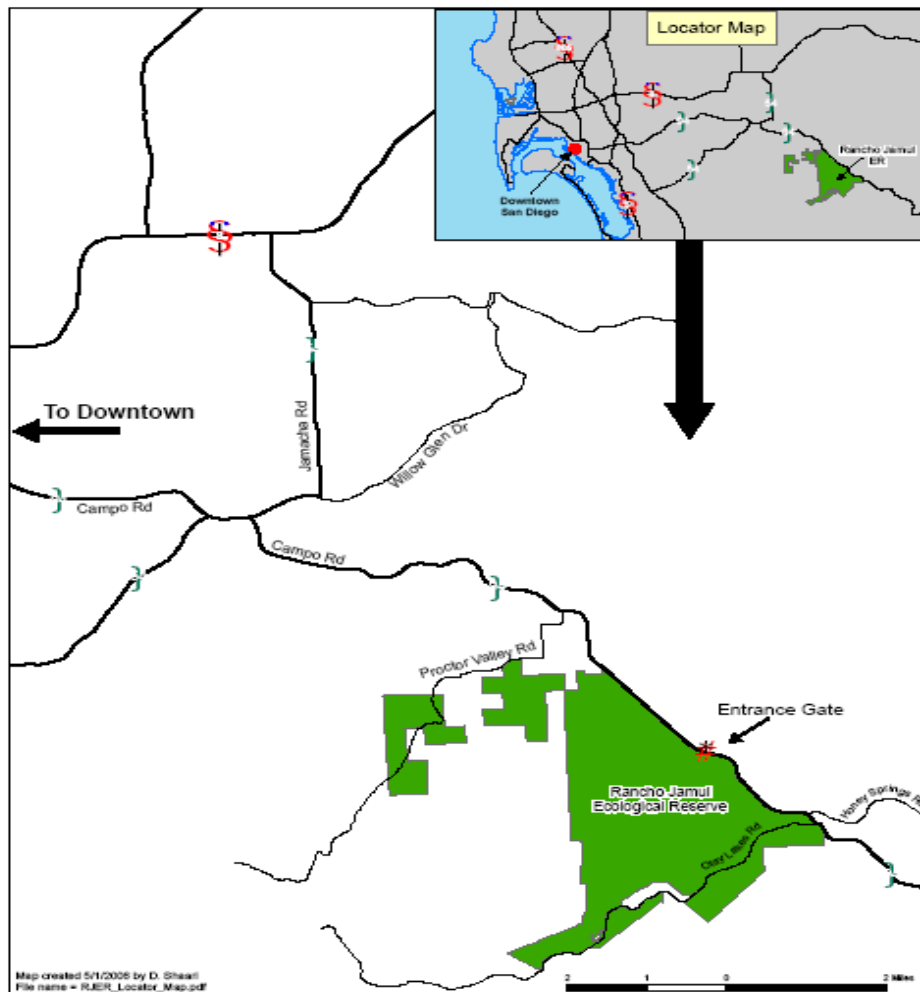 Locator Map
Rancho Jamul
ER
Downtown
San Diego
To Downtown
Jamacha Rd
Willow Glen Dr
Campo Rd
Campo Rd
Proctor Valley Rd
Entrance Gate
Rancho Jamul
Ecological Reserve
Honey Springs
Otay Lakes Rd
Map created 5/1/2006 by D.
File name = RJER_Locator_Map.pdf
2 1 0 2 Miles